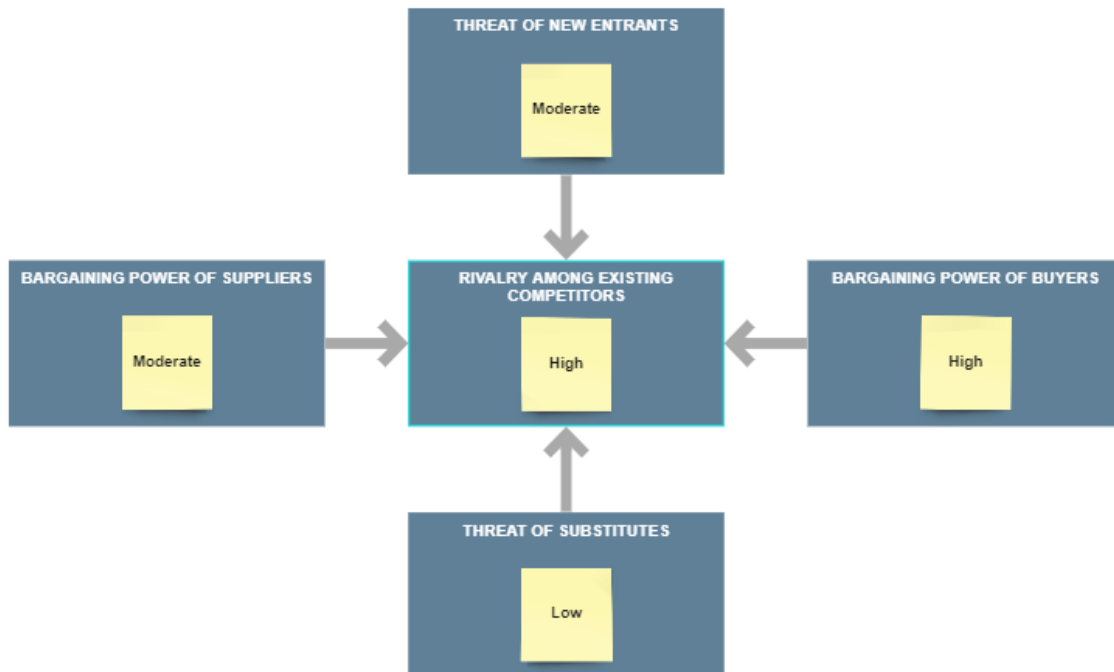 THREAT OF NEW ENTRANTS
Moderate
BARGAINING POWER OF SUPPLIERS
Moderate
RIVALRY AMONG EXISTING
COMPETITORS
High
BARGAINING POWER OF BUYERS
High
THREAT OF SUBSTITUTES
Low